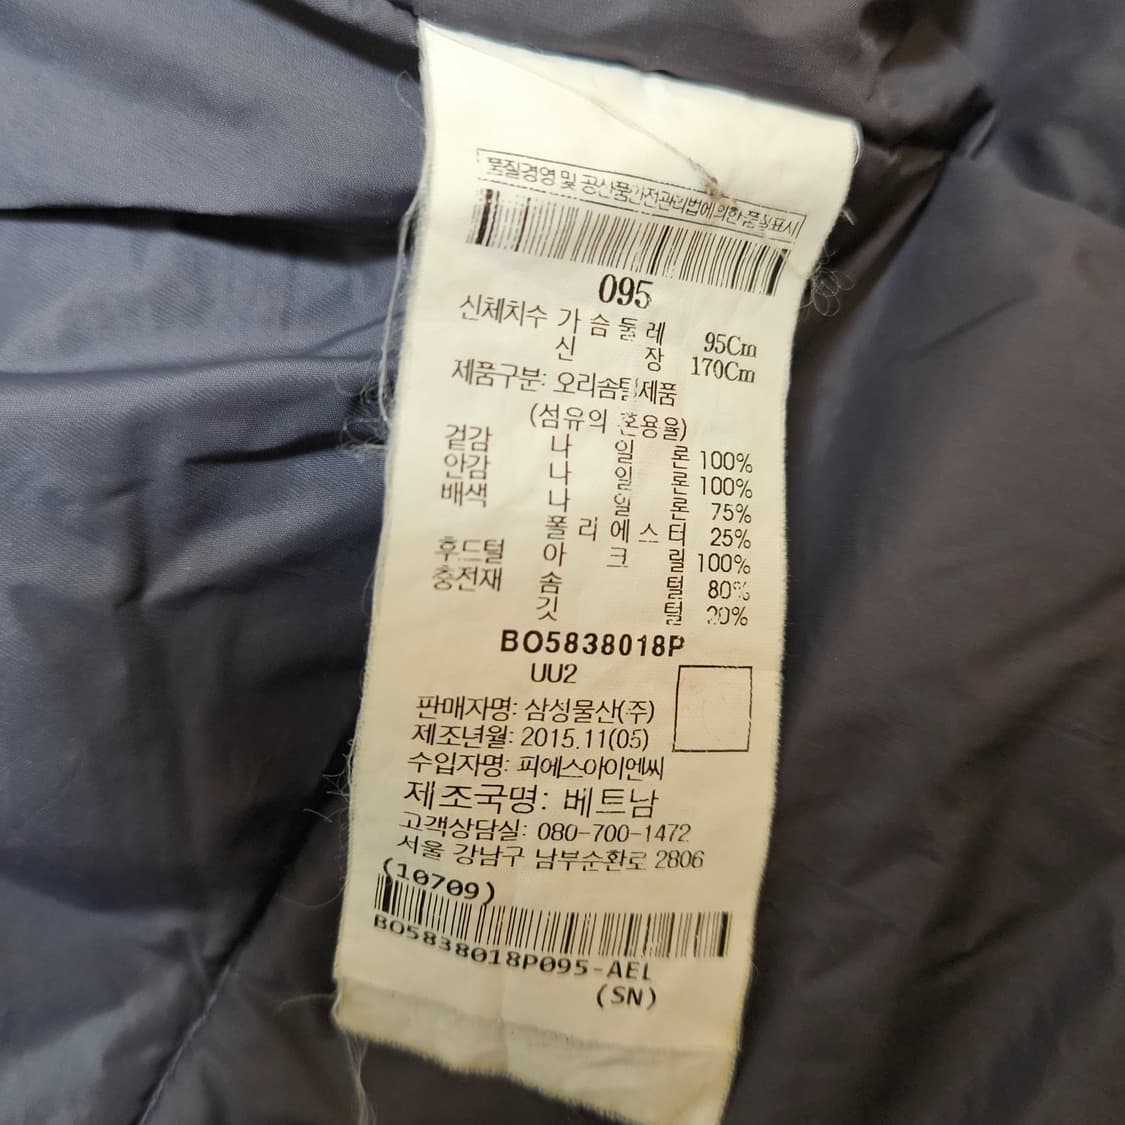 품질경영 및 공산품안전관리법에 의한 품질표시
095
신체치수 가슴둘레 95Cm
신장 170Cm
제품구분: 오리솜털제품
(섬유의 혼용율)
겉감 나일론 100%
안감 나일론 100%
배색 나일론 75%
폴리에스터 25%
후드털 아크릴 100%
충전재 솜털 80%
깃털 20%
BO5838018P
UU2
판매자명: 삼성물산(주)
제조년월: 2015.11(05)
수입자명: 피에스아이엔씨
제조국명: 베트남
고객상담실: 080-700-1472
서울 강남구 남부순환로 2806
(10709)
BO5838018P095-AEL
(SN)